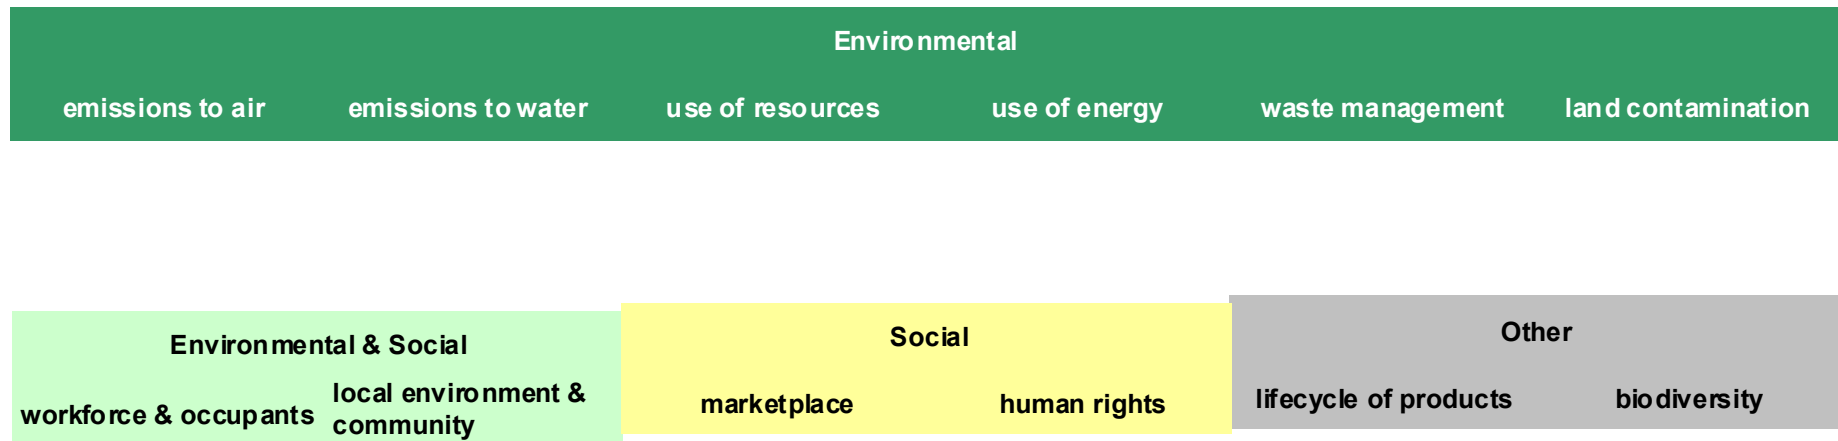 Environmental
emissions to air emissions to water use of resources use of energy waste management land contamination
Environmental & Social
workforce & occupants
local environment &
community
Social
marketplace human rights
Other
lifecycle of products biodiversity